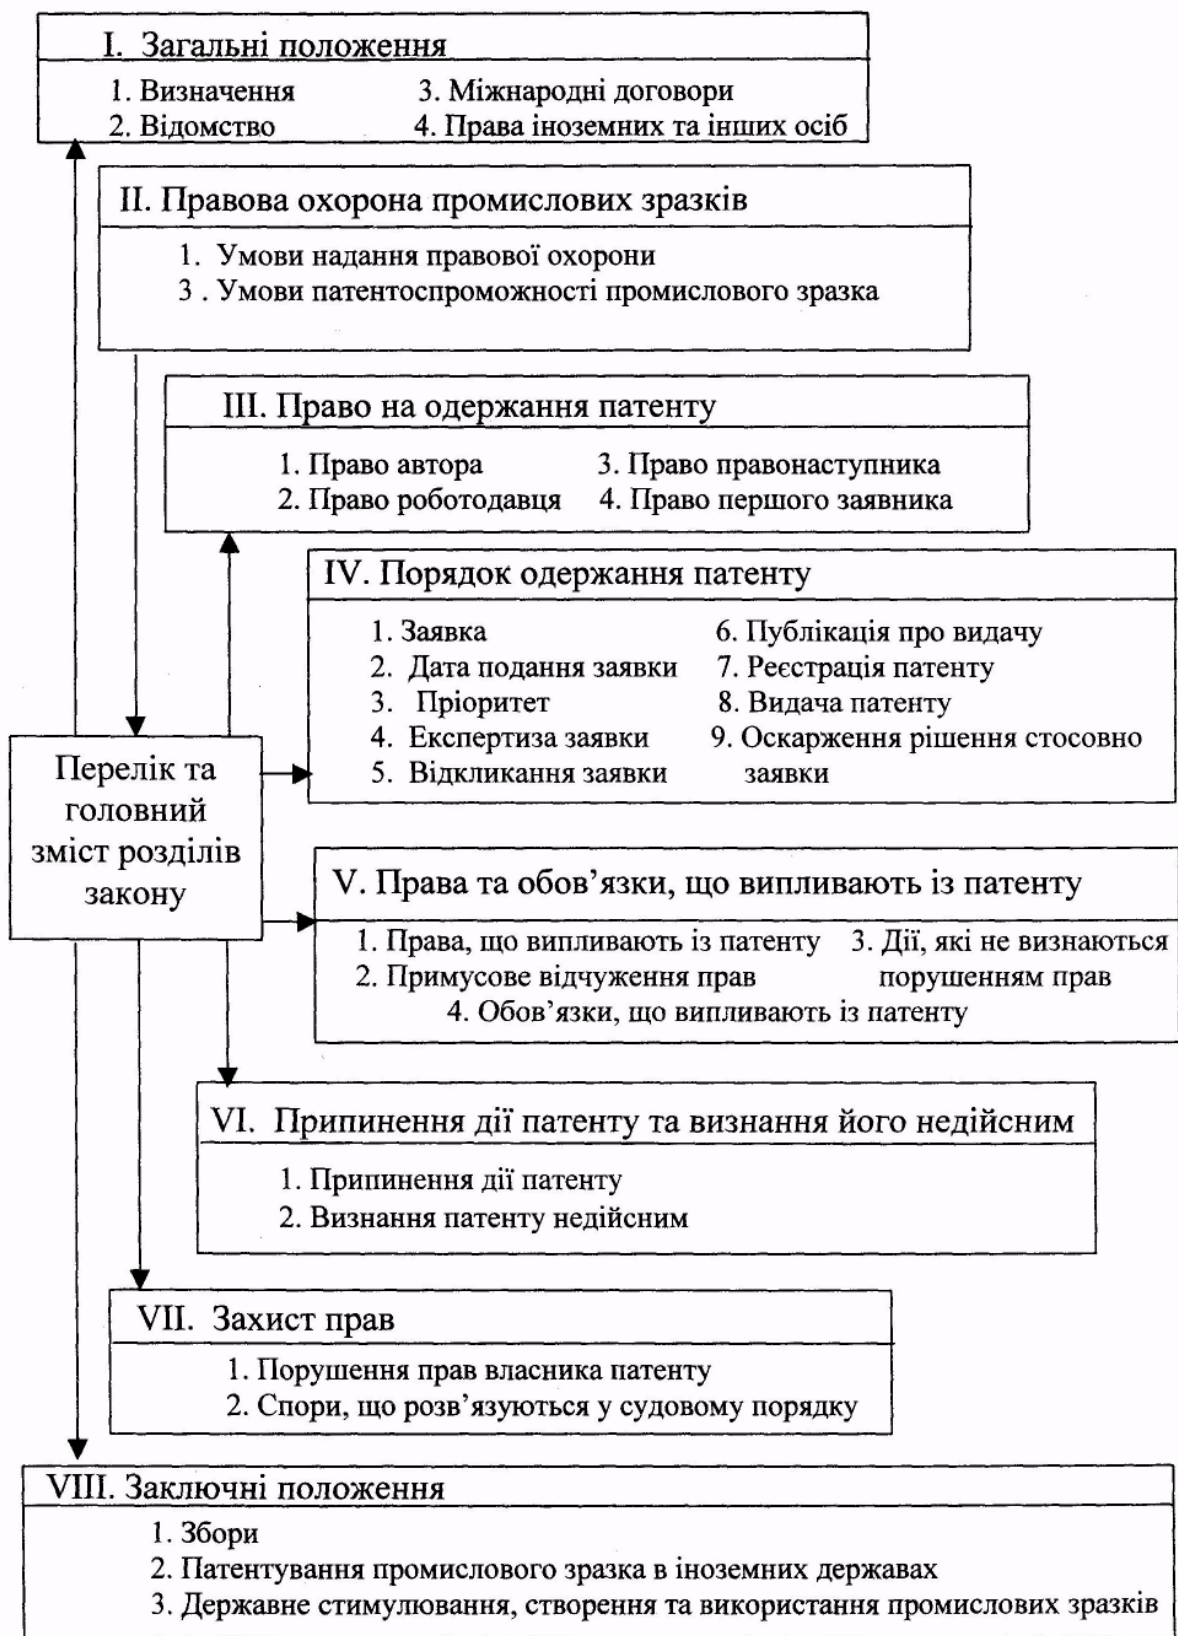 I. Загальні положення
1. Визначення 3. Міжнародні договори
2. Відомство 4. Права іноземних та інших осіб
II. Правова охорона промислових зразків
1. Умови надання правової охорони
3 . Умови патентоспроможності промислового зразка
III. Право на одержання патенту
1. Право автора 3. Право правонаступника
2. Право роботодавця 4. Право першого заявника
IV. Порядок одержання патенту
1. Заявка 6. Публікація про видачу
2. Дата подання заявки 7. Реєстрація патенту
3. Пріоритет 8. Видача патенту
4. Експертиза заявки 9. Оскарження рішення стосовно
5. Відкликання заявки заявки
Перелік та
головний
зміст розділів
закону
V. Права та обов’язки, що випливають із патенту
1. Права, що випливають із патенту 3. Дії, які не визнаються
2. Примусове відчуження прав порушенням прав
4. Обов’язки, що випливають із патенту
VI. Припинення дії патенту та визнання його недійсним
1. Припинення дії патенту
2. Визнання патенту недійсним
VII. Захист прав
1. Порушення прав власника патенту
2. Спори, що розв’язуються у судовому порядку
VIII. Заключні положення
1. Збори
2. Патентування промислового зразка в іноземних державах
3. Державне стимулювання, створення та використання промислових зразків